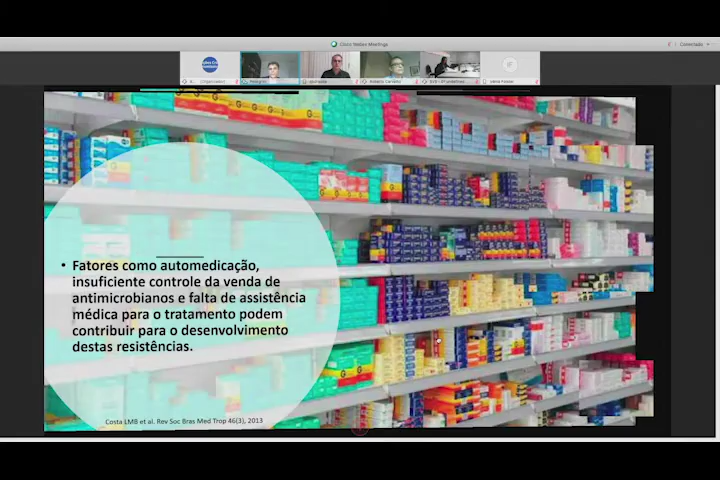 Cisco Webex Meetings
Conectado
• Fatores como automedicação,
insuficiente controle da venda de
antimicrobianos e falta de assistência
médica para o tratamento podem
contribuir para o desenvolvimento
destas resistências.
Costa LMB et al. Rev Soc Bras Med Trop 46(3), 2013